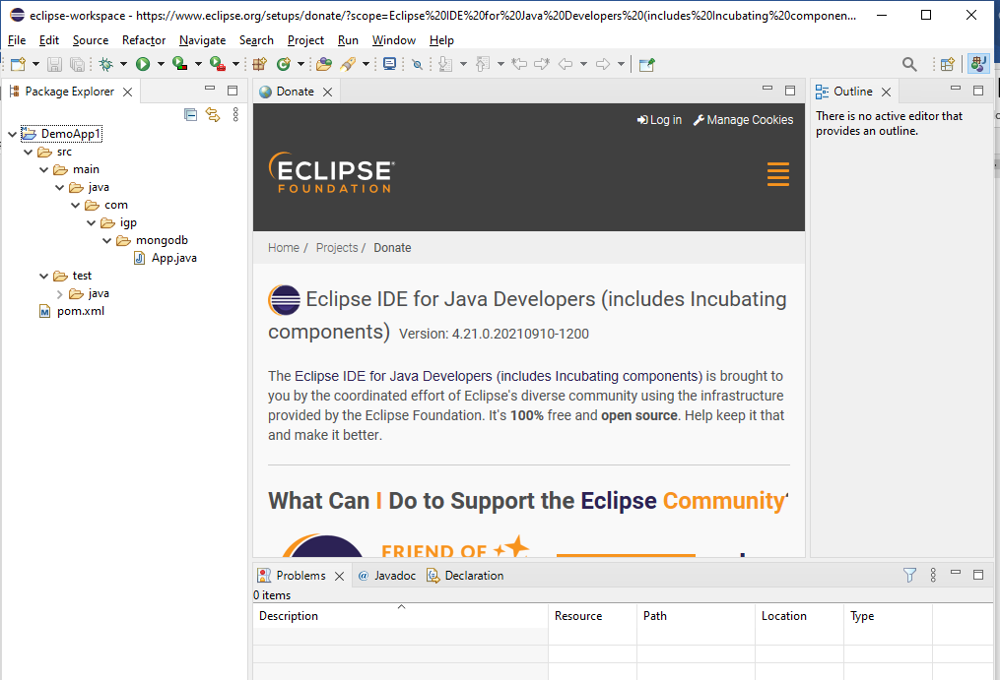 eclipse-workspace - https://www.eclipse.org/setups/donate/?scope=Eclipse%20IDE%20for%20Java%20Developers%20(includes%20Incubating%20componen...
File Edit Source Refactor Navigate Search Project Run Window Help
Package Explorer
Donate
Outline
DemoApp1
src
main
java
com
igp
mongodb
App.java
test
java
pom.xml
Log in Manage Cookies
ECLIPSE
FOUNDATION
Home / Projects / Donate
Eclipse IDE for Java Developers (includes Incubating
components) Version: 4.21.0.20210910-1200
The Eclipse IDE for Java Developers (includes Incubating components) is brought to
you by the coordinated effort of Eclipse's diverse community using the infrastructure
provided by the Eclipse Foundation. It's 100% free and open source. Help keep it that
and make it better.
What Can I Do to Support the Eclipse Community
FRIEND OF
There is no active editor that
provides an outline.
Problems @ Javadoc Declaration
0 items
Description Resource Path Location Type